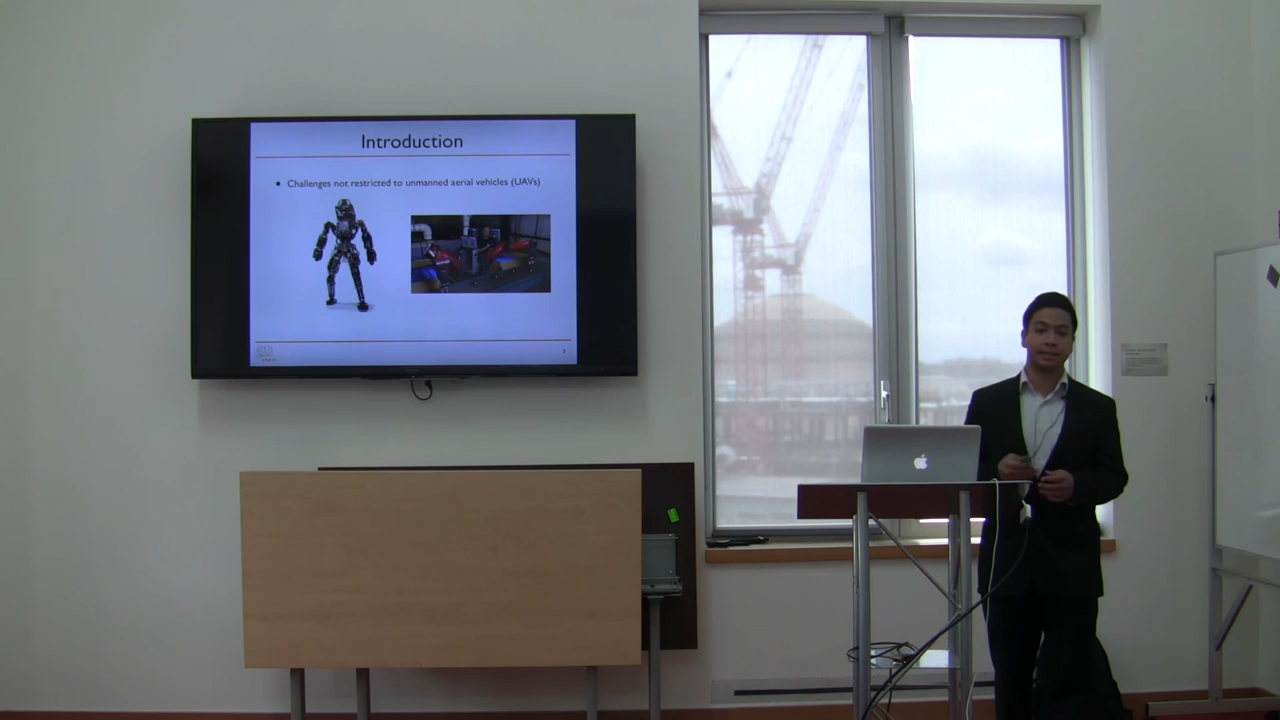 Introduction
• Challenges not restricted to unmanned aerial vehicles (UAVs)